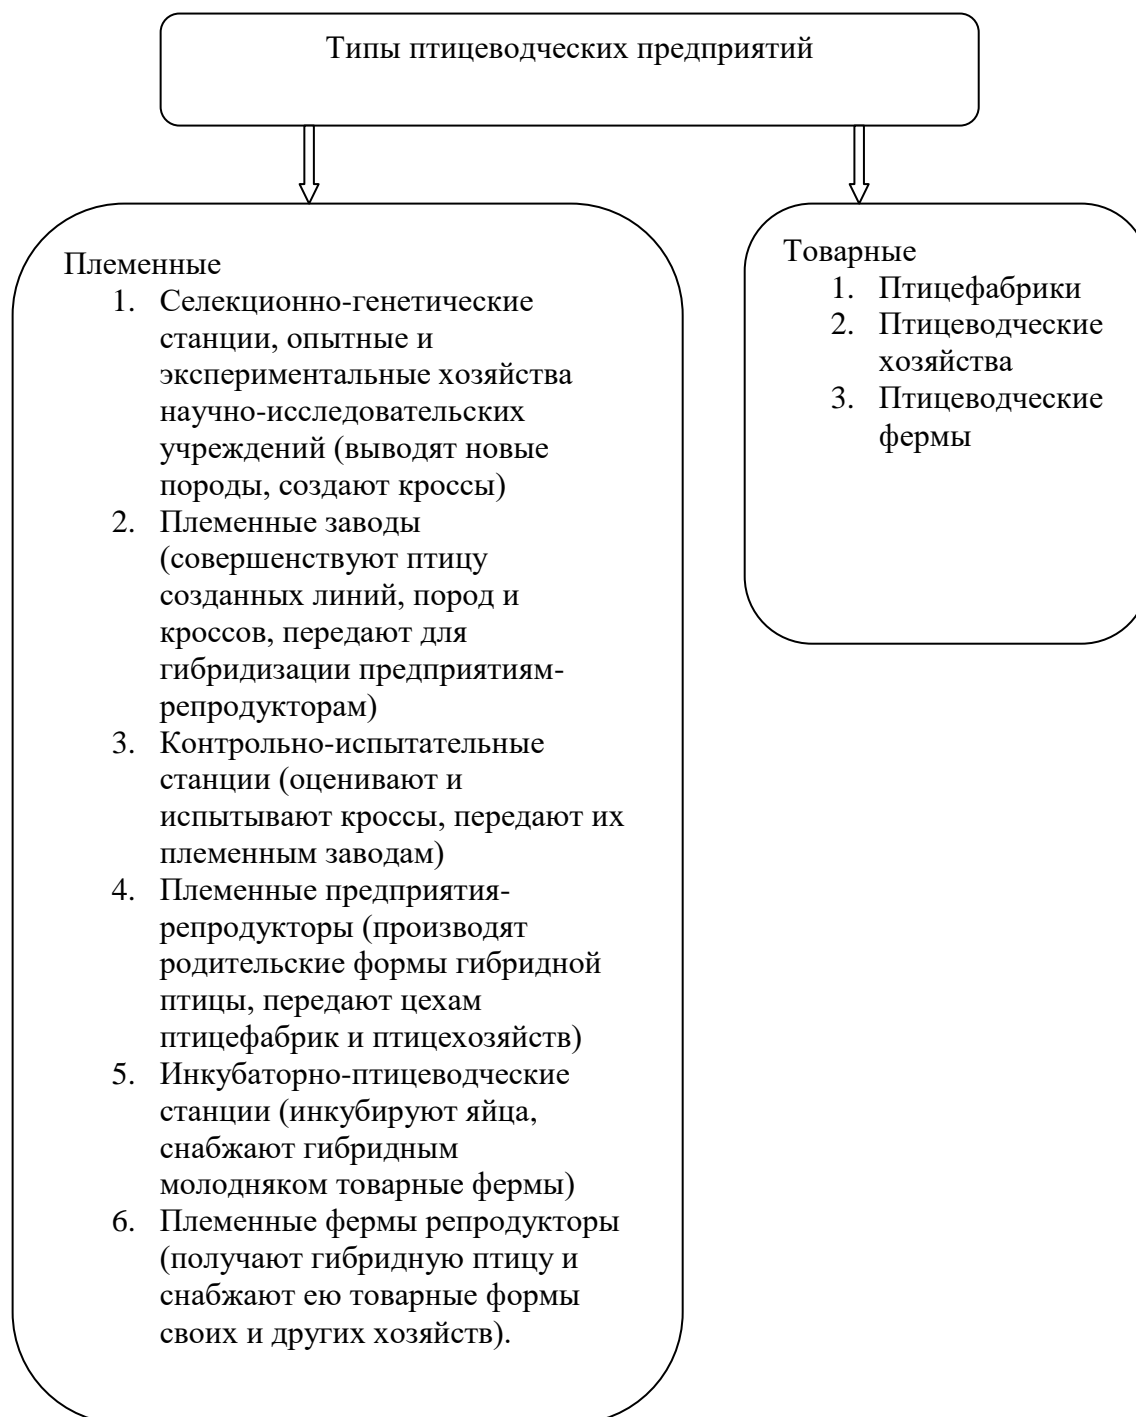 Типы птицеводческих предприятий
Племенные
1. Селекционно-генетические
станции, опытные и
экспериментальные хозяйства
научно-исследовательских
учреждений (выводят новые
породы, создают кроссы)
2. Племенные заводы
(совершенствуют птицу
созданных линий, пород и
кроссов, передают для
гибридизации предприятиям-
репродукторам)
3. Контрольно-испытательные
станции (оценивают и
испытывают кроссы, передают их
племенным заводам)
4. Племенные предприятия-
репродукторы (производят
родительские формы гибридной
птицы, передают цехам
птицефабрик и птицехозяйств)
5. Инкубаторно-птицеводческие
станции (инкубируют яйца,
снабжают гибридным
молодняком товарные фермы)
6. Племенные фермы репродукторы
(получают гибридную птицу и
снабжают ею товарные формы
своих и других хозяйств).
Товарные
1. Птицефабрики
2. Птицеводческие
хозяйства
3. Птицеводческие
фермы